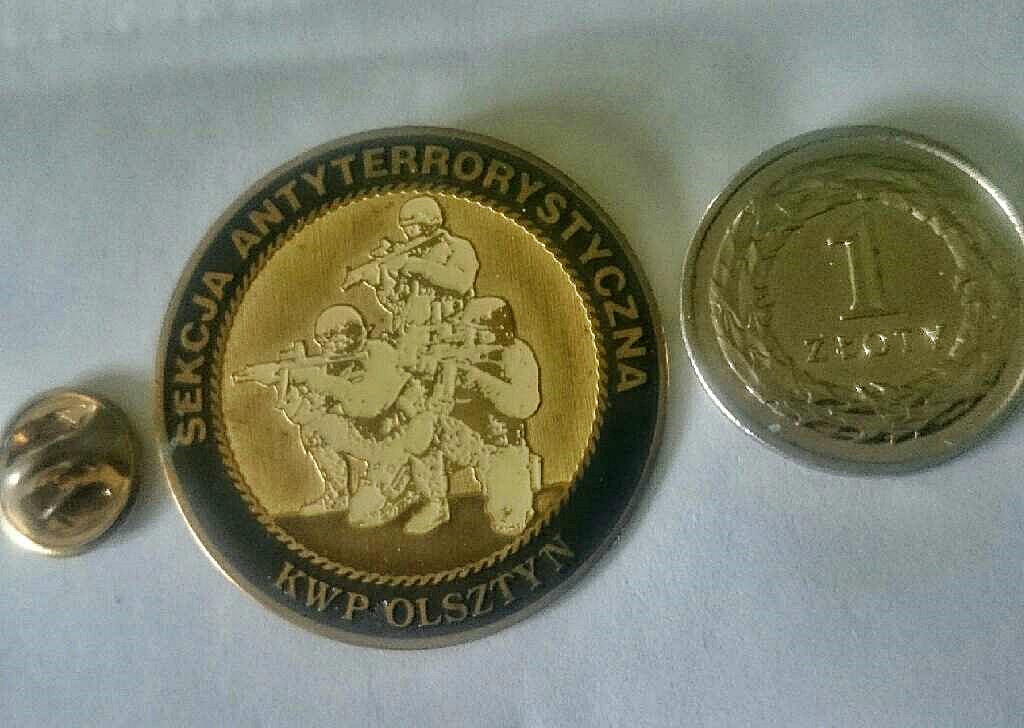 SEKCJA ANTYTERRORYSTYCZNA
KWP OLSZTYN
1
ZŁOTY